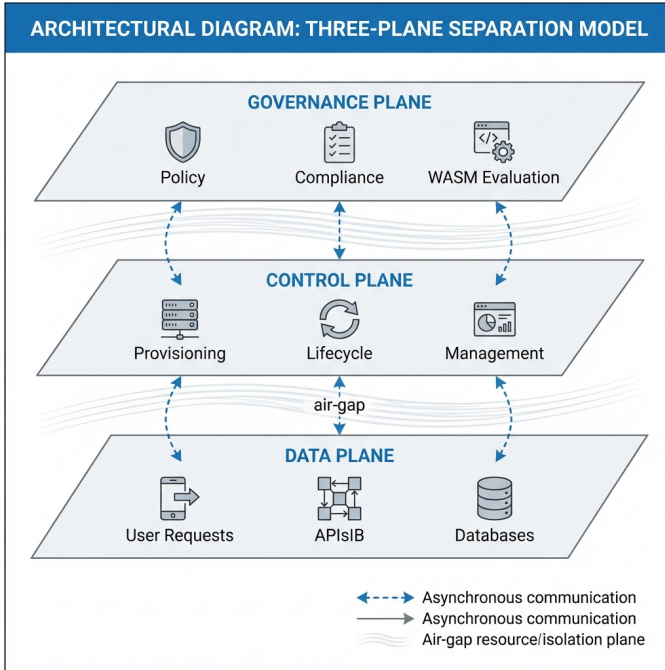 ARCHITECTURAL DIAGRAM: THREE-PLANE SEPARATION MODEL
GOVERNANCE PLANE
Policy
Compliance
WASM Evaluation
CONTROL PLANE
Provisioning
Lifecycle
Management
air-gap
DATA PLANE
User Requests
APIsIB
Databases
Asynchronous communication
Asynchronous communication
Air-gap resource/isolation plane